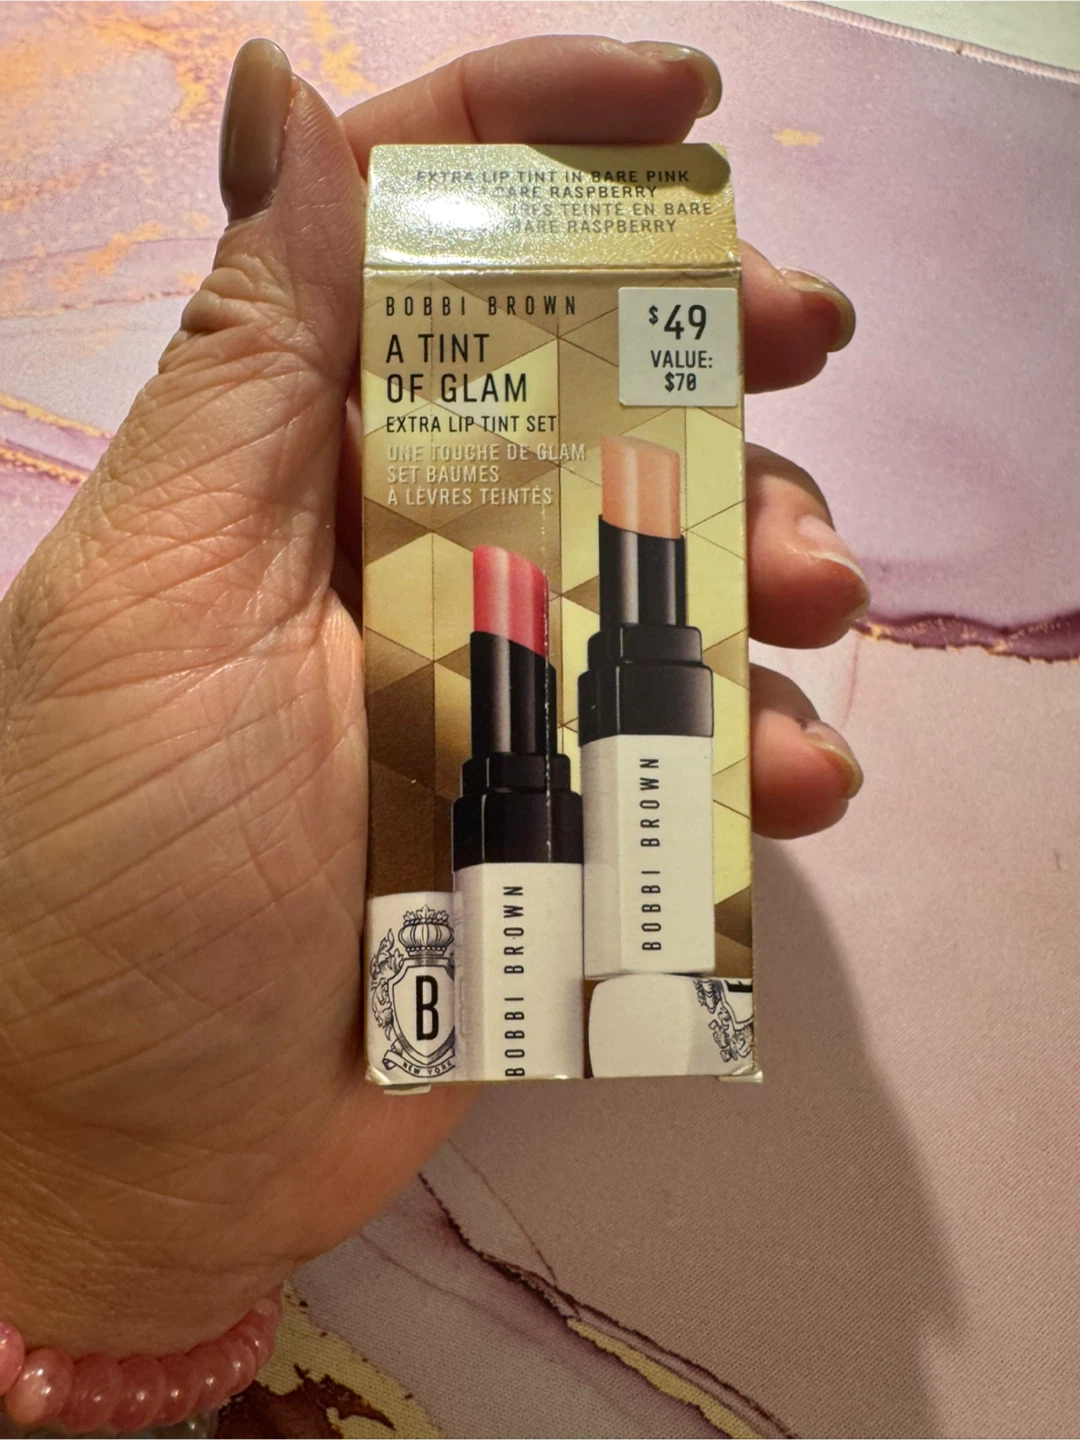 EXTRA LIP TINT IN BARE PINK
BARE RASPBERRY
TEINTÉ EN BARE
BARE RASPBERRY
BOBBI BROWN
A TINT
OF GLAM
EXTRA LIP TINT SET
UNE TOUCHE DE GLAM
SET BAUMES
À LÈVRES TEINTÉS
$49
VALUE:
$70
BOBBI BROWN
BOBBI BROWN
B
NEW YORK